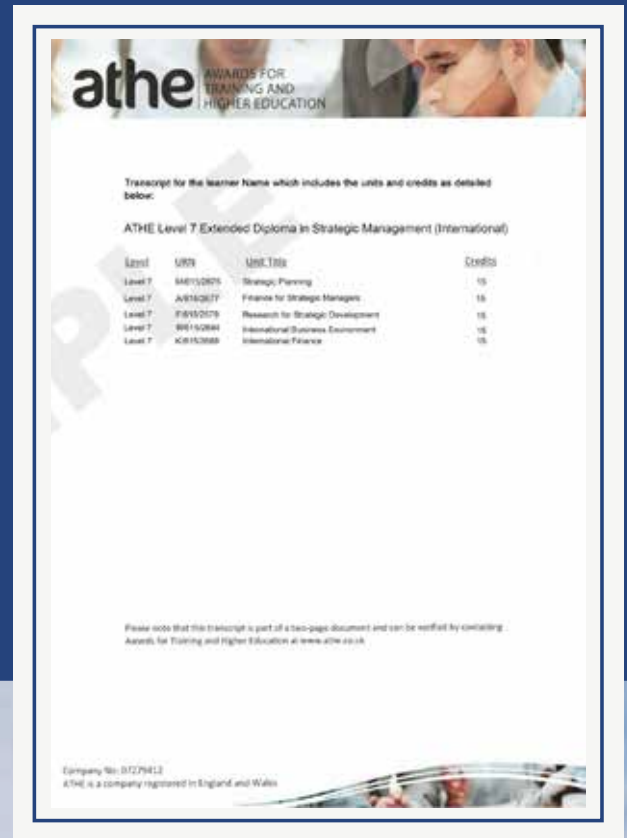 athe AWARDS FOR
TRAINING AND
HIGHER EDUCATION
Transcript for the learner Name which includes the units and credits as detailed
below:
ATHE Level 7 Extended Diploma in Strategic Management (International)
Level URN Unit Title Credits
Level 7 Strategic Planning 15
Level 7 Finance for Strategic Managers 15
Level 7 Research for Strategic Development 15
Level 7 International Business Environment 15
Level 7 International Finance 15
Please note that this transcript is part of a two-page document and can be verified by contacting
Awards for Training and Higher Education at www.athe.co.uk
Company No: 07279412
ATHE is a company registered in England and Wales